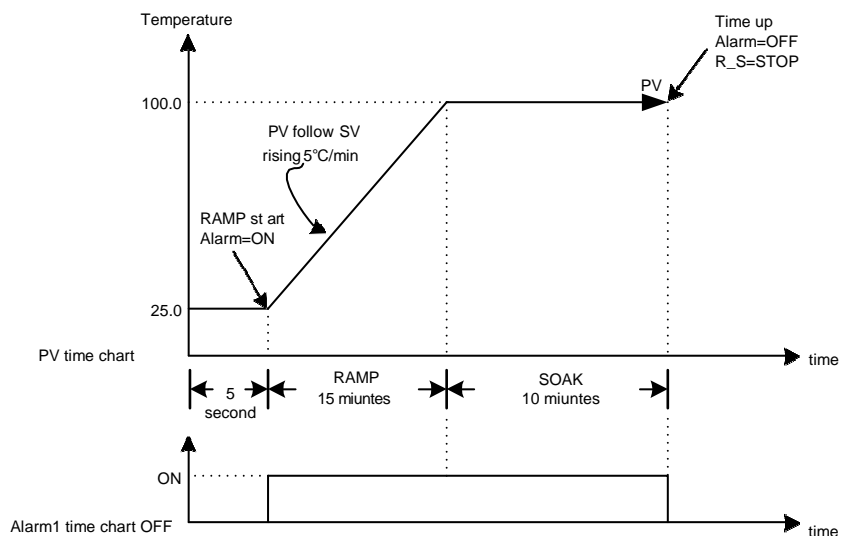 Temperature
Time up
Alarm=OFF
R_S=STOP
PV
100.0
PV follow SV
rising 5°C/min
RAMP st art
Alarm=ON
25.0
PV time chart
time
5
second
RAMP
15 miuntes
SOAK
10 miuntes
ON
Alarm1 time chart OFF
time